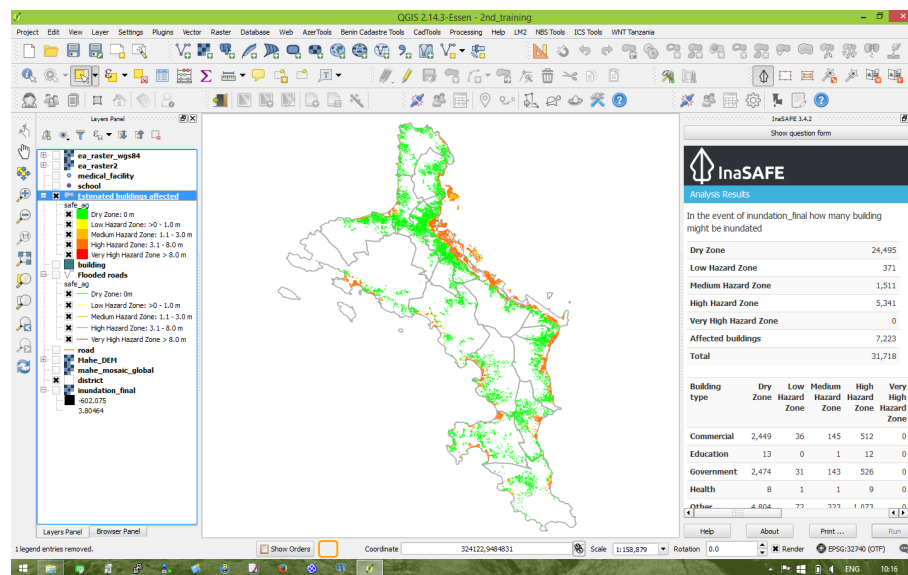 QGIS 2.14.3-Essen - 2nd_training
Project Edit View Layer Settings Plugins Vector Raster Database Web AzerTools Benin Cadastre Tools CadTools Processing Help LM2 NBS Tools ICS Tools WNT Tanzania
Layers Panel
ea_raster_wgs84
ea_raster2
medical_facility
school
Estimated buildings affected
safe_ag
Dry Zone: 0 m
Low Hazard Zone: >0 - 1.0 m
Medium Hazard Zone: 1.1 - 3.0 m
High Hazard Zone: 3.1 - 8.0 m
Very High Hazard Zone > 8.0 m
building
Flooded roads
safe_ag
Dry Zone: 0m
Low Hazard Zone: >0 - 1.0 m
Medium Hazard Zone: 1.1 - 3.0 m
High Hazard Zone: 3.1 - 8.0 m
Very High Hazard Zone > 8.0 m
road
Mahe_DEM
mahe_mosaic_global
district
inundation_final
-602.075
3.80464
Layers Panel Browser Panel
InaSAFE 3.4.2
Show question form
InaSAFE
Analysis Results
In the event of inundation_final how many building
might be inundated
Dry Zone 24,495
Low Hazard Zone 371
Medium Hazard Zone 1,511
High Hazard Zone 5,341
Very High Hazard Zone 0
Affected buildings 7,223
Total 31,718
Building Dry Low Medium High Very
type Zone Hazard Hazard Hazard High
Zone Zone Zone Hazard
Zone
Commercial 2,449 36 145 512 0
Education 13 0 1 12 0
Government 2,474 31 143 526 0
Health 8 1 1 9 0
Other 4,804 72 323 1,073 0
Help About Print ... Run
1 legend entries removed. Show Orders Coordinate 324122,9484831 Scale 1:158,879 Rotation 0.0 Render EPSG:32740 (OTF)
ENG 10:16